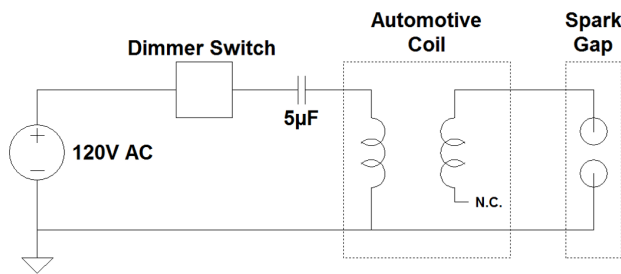 Automotive
Coil
Spark
Gap
Dimmer Switch
5µF
120V AC
N.C.